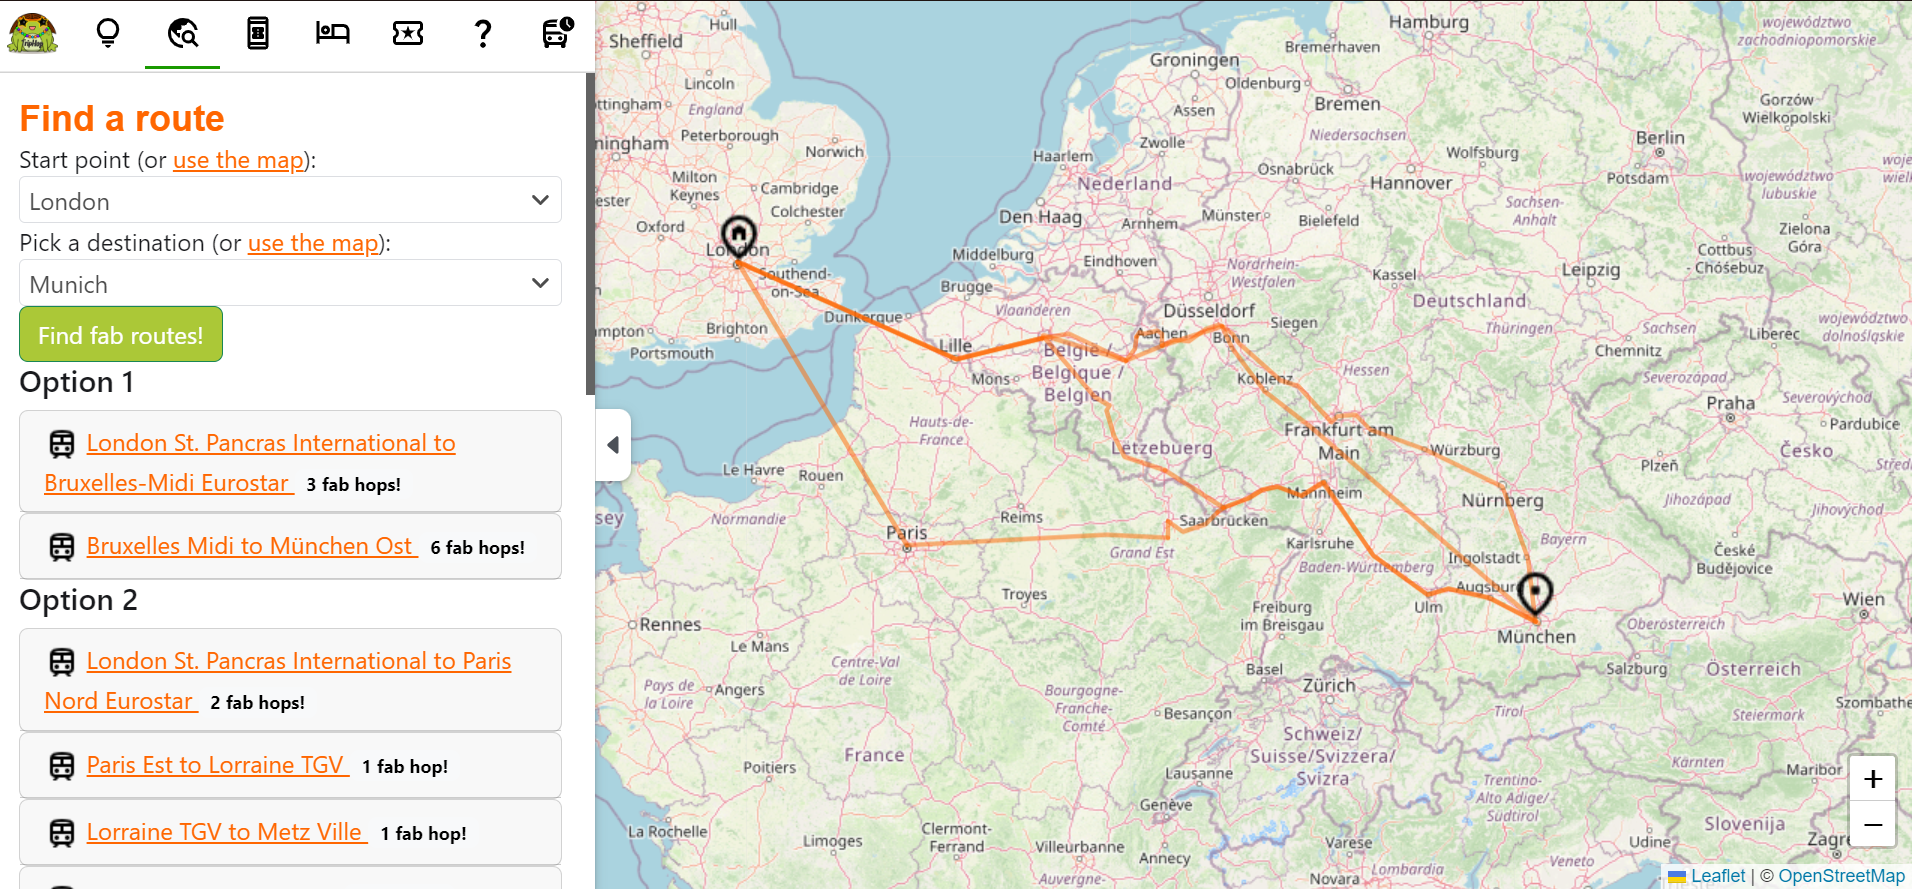 TripHop
Find a route
Start point (or use the map):
London
Pick a destination (or use the map):
Munich
Find fab routes!
Option 1
London St. Pancras International to
Bruxelles-Midi Eurostar 3 fab hops!
Bruxelles Midi to München Ost 6 fab hops!
Option 2
London St. Pancras International to Paris
Nord Eurostar 2 fab hops!
Paris Est to Lorraine TGV 1 fab hop!
Lorraine TGV to Metz Ville 1 fab hop!
Hull
Sheffield
Lincoln
ottingham
England
Peterborough
Norwich
ningham
Milton
Keynes
Cambridge
ester
Colchester
Oxford
London
Southend-
on-Sea
mpton
Brighton
Portsmouth
Hamburg
Bremerhaven
Groningen
Oldenburg
Assen
Bremen
Niedersachsen
Zwolle
Haarlem
Wolfsburg
Osnabrück
Nederland
Hannover
Den Haag
Arnhem
Münster
Bielefeld
Sachsen-
Anhalt
Berlin
Potsdam
województwo
zachodniopomorskie
Gorzów
Wielkopolski
woje
wielk
województwo
lubuskie
Zielona
Góra
Cottbus
- Chóśebuz
Middelburg
Eindhoven
Brugge
Nordrhein-
Westfalen
Kassel
Leipzig
Dunkerque
Vlaanderen
Düsseldorf
Deutschland
Lille
Aachen
Bonn
Siegen
Thüringen
Sachsen
Chemnitz
Liberec
województwo
dolnośląskie
België /
Belgique /
Belgien
Mons
Koblenz
Hessen
Severozápad
Severovýchod
Praha
Pardubice
Hauts-de-
France
Lëtzebuerg
Frankfurt am
Main
Würzburg
Plzeň
Česko
Střed
Le Havre
Rouen
Mannheim
Nürnberg
Jihozápad
Jihovýchod
sey
Normandie
Reims
Saarbrücken
Paris
Karlsruhe
Grand Est
Ingolstadt
Bayern
České
Budějovice
Baden-Württemberg
Augsburg
Troyes
Freiburg
im Breisgau
Ulm
München
Wien
Oberösterreich
Rennes
Le Mans
Centre-Val
de Loire
Basel
Salzburg
Österreich
Pays de
la Loire
Angers
Bourgogne-
Franche-
Comté
Zürich
Besançon
Tirol
Steiermark
Szombathe
France
Schweiz/
Suisse/Svizzera/
Svizra
Poitiers
Lausanne
Kärnten
Maribor
Trentino-
Alto Adige/
Südtirol
Genève
La Rochelle
Limoges
Clermont-
Ferrand
Villeurbanne
Annecy
Varese
Udine
Slovenija
Zagre
Auvergne-
Novara
Lombardia
Veneto
+
−
Leaflet | © OpenStreetMap